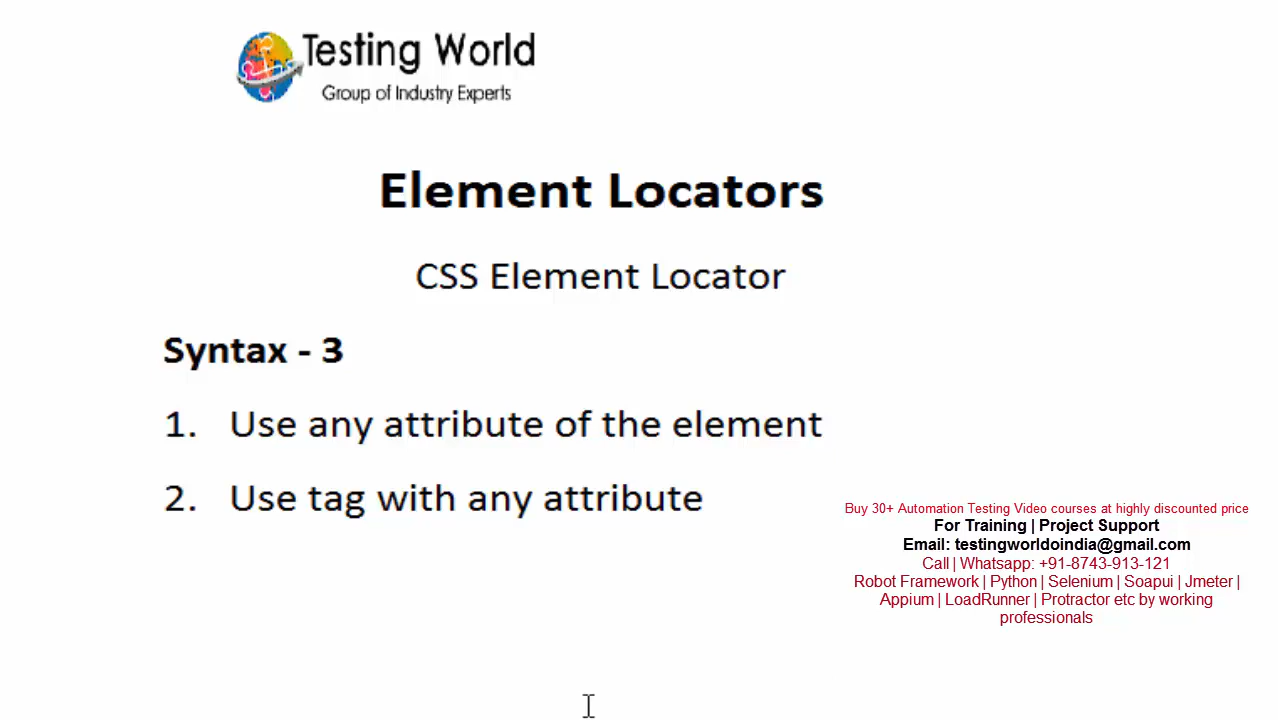 Testing World
Group of Industry Experts
Element Locators
CSS Element Locator
Syntax - 3
1. Use any attribute of the element
2. Use tag with any attribute
Buy 30+ Automation Testing Video courses at highly discounted price
For Training | Project Support
Email: testingworldoindia@gmail.com
Call | Whatsapp: +91-8743-913-121
Robot Framework | Python | Selenium | Soapui | Jmeter |
Appium | LoadRunner | Protractor etc by working
professionals